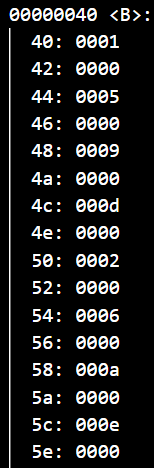 00000040 <B>:
40: 0001
42: 0000
44: 0005
46: 0000
48: 0009
4a: 0000
4c: 000d
4e: 0000
50: 0002
52: 0000
54: 0006
56: 0000
58: 000a
5a: 0000
5c: 000e
5e: 0000